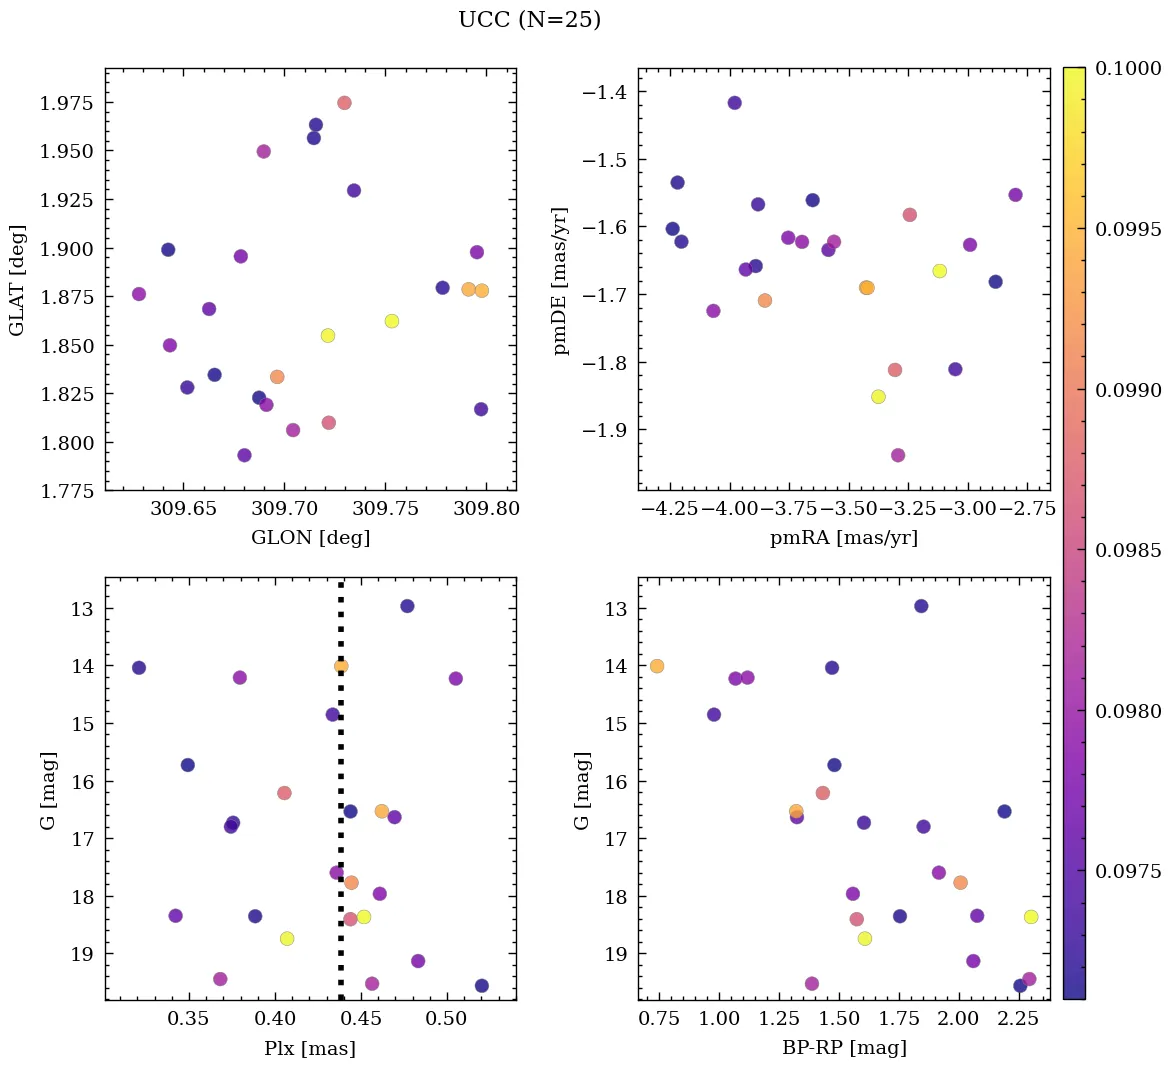 UCC (N=25)
1.975
1.950
1.925
1.900
1.875
1.850
1.825
1.800
1.775
GLAT [deg]
309.65 309.70 309.75 309.80
GLON [deg]
−1.4
−1.5
−1.6
−1.7
−1.8
−1.9
pmDE [mas/yr]
−4.25 −4.00 −3.75 −3.50 −3.25 −3.00 −2.75
pmRA [mas/yr]
0.1000
0.0995
0.0990
0.0985
0.0980
0.0975
13
14
15
16
17
18
19
G [mag]
0.35 0.40 0.45 0.50
Plx [mas]
13
14
15
16
17
18
19
G [mag]
0.75 1.00 1.25 1.50 1.75 2.00 2.25
BP-RP [mag]